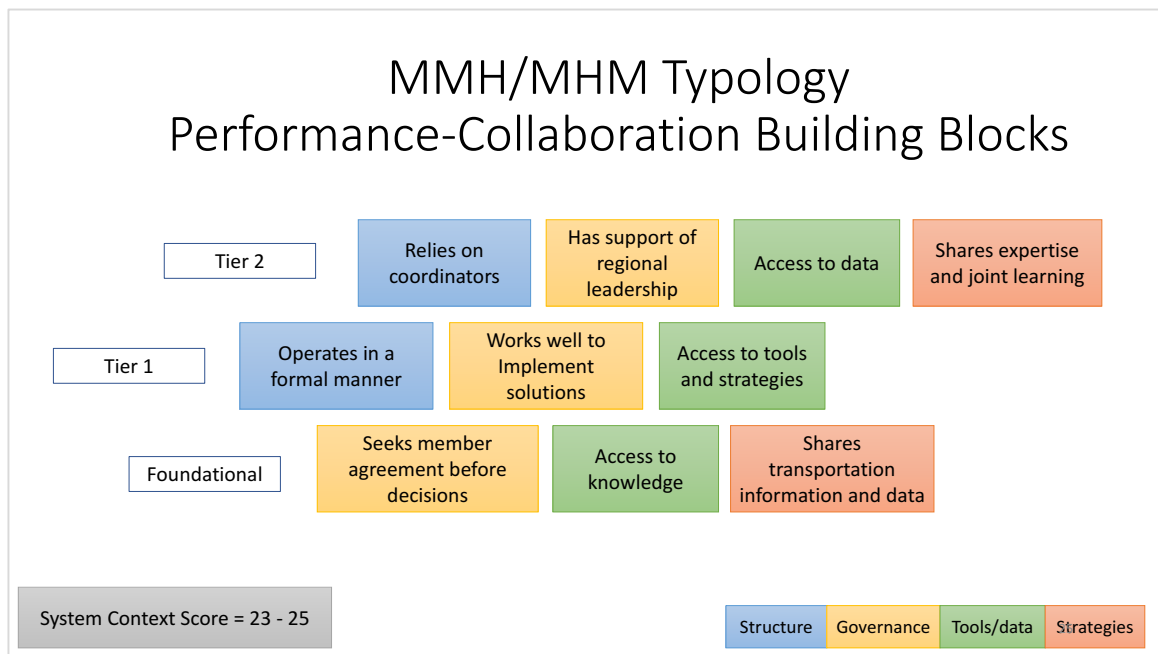 MMH/MHM Typology
Performance-Collaboration Building Blocks
Tier 2
Relies on
coordinators
Has support of
regional
leadership
Access to data
Shares expertise
and joint learning
Tier 1
Operates in a
formal manner
Works well to
Implement
solutions
Access to tools
and strategies
Foundational
Seeks member
agreement before
decisions
Access to
knowledge
Shares
transportation
information and data
System Context Score = 23 - 25
Structure
Governance
Tools/data
Strategies